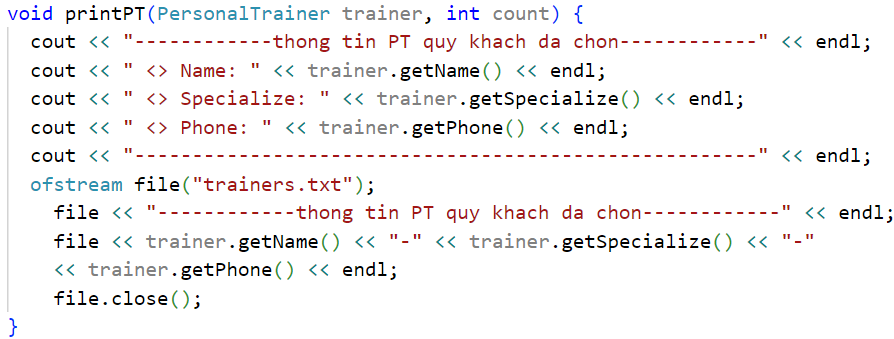 void printPT(PersonalTrainer trainer, int count) {
cout << "------------thong tin PT quy khach da chon------------" << endl;
cout << " <> Name: " << trainer.getName() << endl;
cout << " <> Specialize: " << trainer.getSpecialize() << endl;
cout << " <> Phone: " << trainer.getPhone() << endl;
cout << "------------------------------------------------------" << endl;
ofstream file("trainers.txt");
file << "------------thong tin PT quy khach da chon------------" << endl;
file << trainer.getName() << "-" << trainer.getSpecialize() << "-"
<< trainer.getPhone() << endl;
file.close();
}